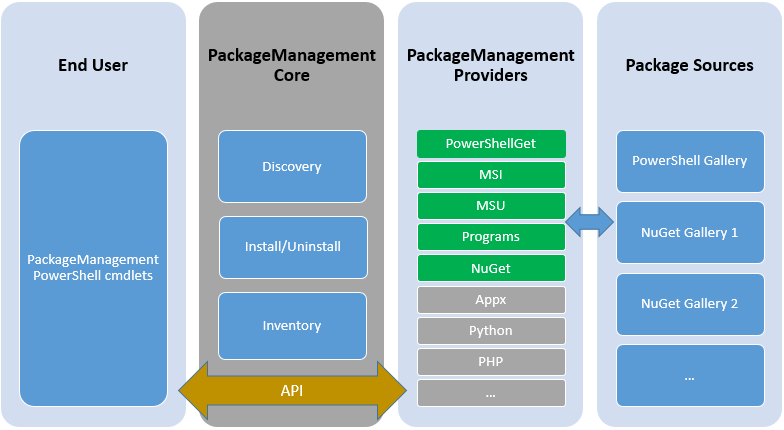 End User
PackageManagement
PowerShell cmdlets
PackageManagement
Core
Discovery
Install/Uninstall
Inventory
API
PackageManagement
Providers
PowerShellGet
MSI
MSU
Programs
NuGet
Appx
Python
PHP
...
Package Sources
PowerShell Gallery
NuGet Gallery 1
NuGet Gallery 2
...